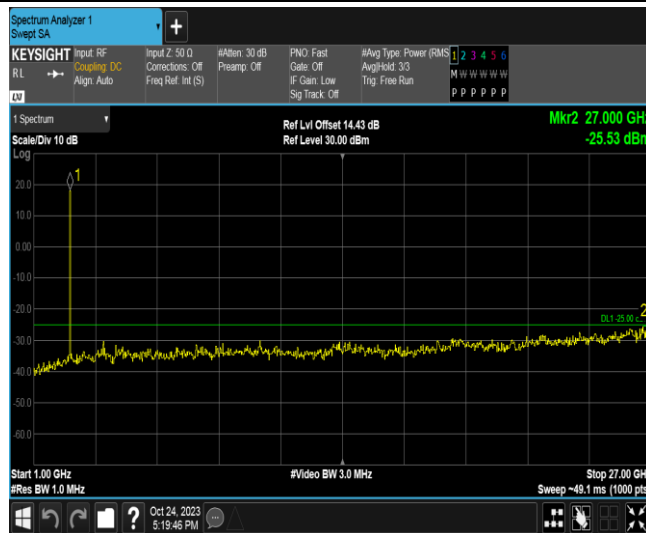 Spectrum Analyzer 1
Swept SA
+
KEYSIGHT
RL
LXI
Input: RF
Coupling: DC
Align: Auto
Input Z: 50 Ω
Corrections: Off
Freq Ref: Int (S)
#Atten: 30 dB
Preamp: Off
PNO: Fast
Gate: Off
IF Gain: Low
Sig Track: Off
#Avg Type: Power (RMS
Avg|Hold: 3/3
Trig: Free Run
1 2 3 4 5 6
M W W W W W
P P P P P P
1 Spectrum
Scale/Div 10 dB
Log
Ref Lvl Offset 14.43 dB
Ref Level 30.00 dBm
Mkr2 27.000 GHz
-25.53 dBm
1
20.0
10.0
0.00
-10.0
-20.0
2
DL1 -25.00 c...
-30.0
-40.0
-50.0
-60.0
Start 1.00 GHz
#Video BW 3.0 MHz
Stop 27.00 GHz
#Res BW 1.0 MHz
Sweep ~49.1 ms (1000 pts
?
Oct 24, 2023
5:19:46 PM